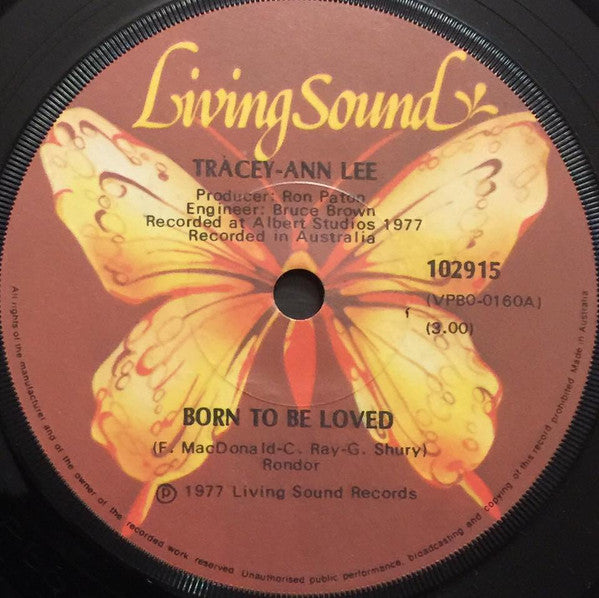 Living Sound
TRACEY-ANN LEE
Producer: Ron Paton
Engineer: Bruce Brown
Recorded at Albert Studios 1977
Recorded in Australia
102915
(VPBO-0160A)
(3.00)
BORN TO BE LOVED
(F. MacDonald-C. Ray-G. Shury)
Rondor
℗ 1977 Living Sound Records
All rights of the manufacturer and of the owner of the recorded work reserved. Unauthorised public performance, broadcasting and copying of this record prohibited. Made in Australia